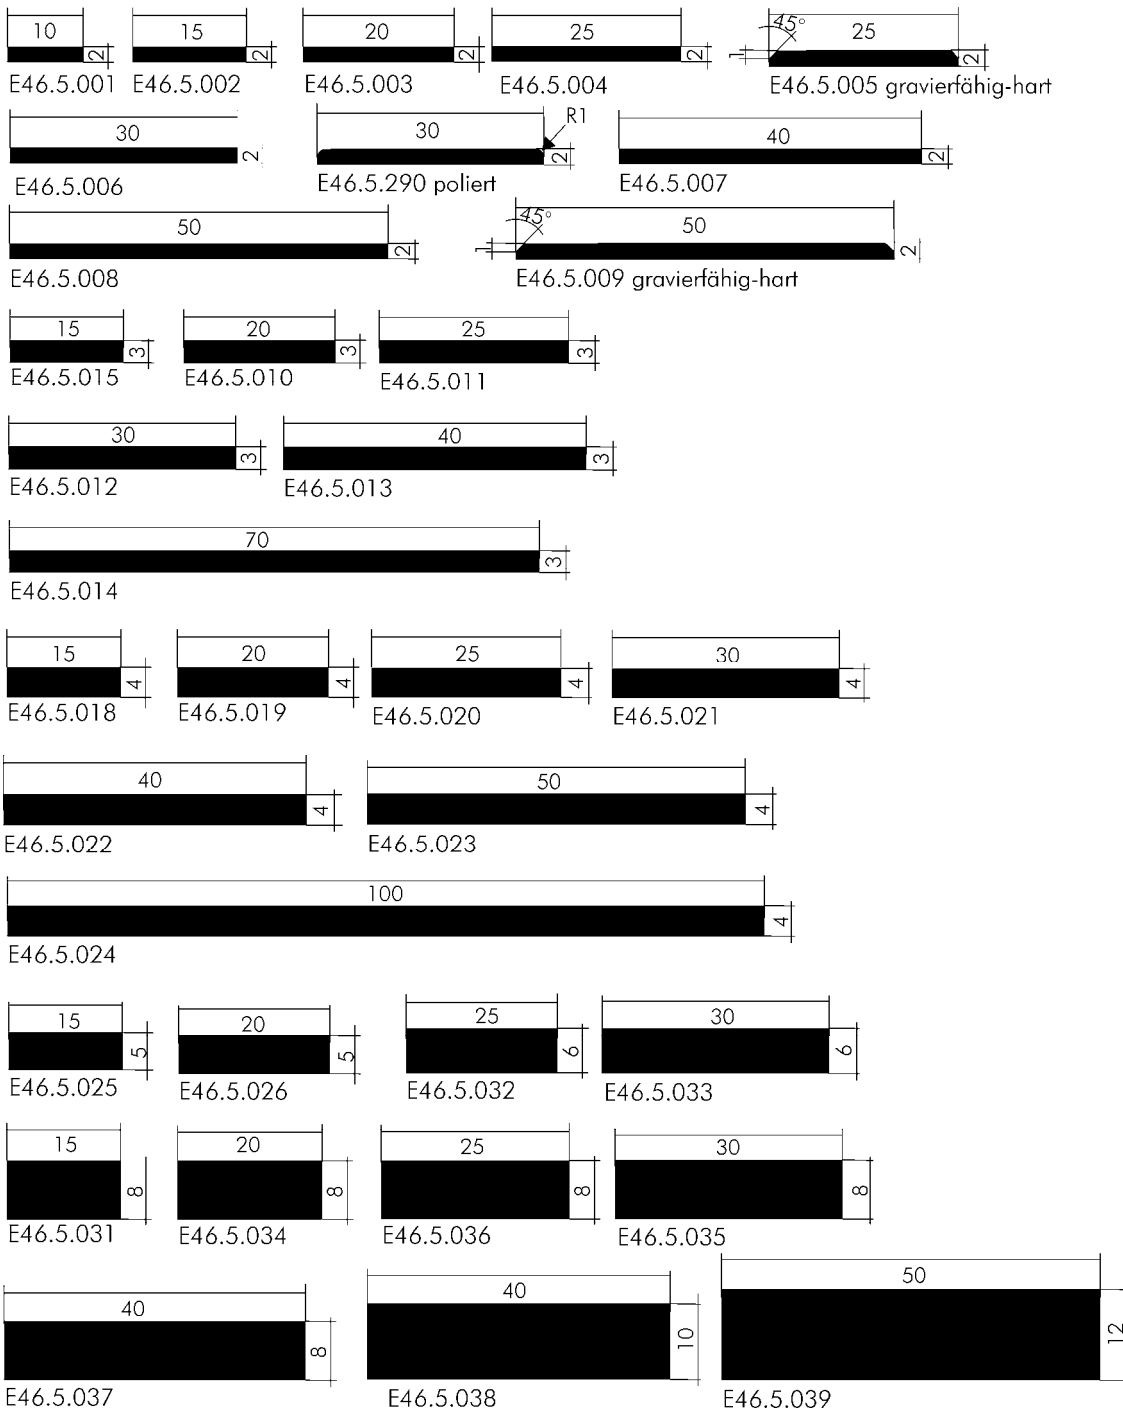 10 15 20 25 45° 25
2 2 2 2 1 2
E46.5.001 E46.5.002 E46.5.003 E46.5.004 E46.5.005 gravierfähig-hart
30 30 R1 40
2 2 2
E46.5.006 E46.5.290 poliert E46.5.007
50 45° 50
2 1 2
E46.5.008 E46.5.009 gravierfähig-hart
15 20 25
3 3 3
E46.5.015 E46.5.010 E46.5.011
30 40
3 3
E46.5.012 E46.5.013
70
3
E46.5.014
15 20 25 30
4 4 4 4
E46.5.018 E46.5.019 E46.5.020 E46.5.021
40 50
4 4
E46.5.022 E46.5.023
100
4
E46.5.024
15 20 25 30
5 5 6 6
E46.5.025 E46.5.026 E46.5.032 E46.5.033
15 20 25 30
8 8 8 8
E46.5.031 E46.5.034 E46.5.036 E46.5.035
40 40 50
8 10 12
E46.5.037 E46.5.038 E46.5.039